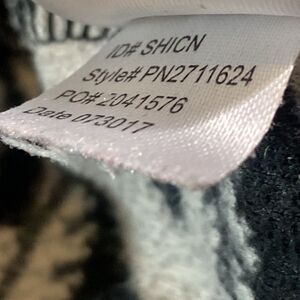 ID# SHICN
Style# PN2711624
PO# 2041576
Date 073017